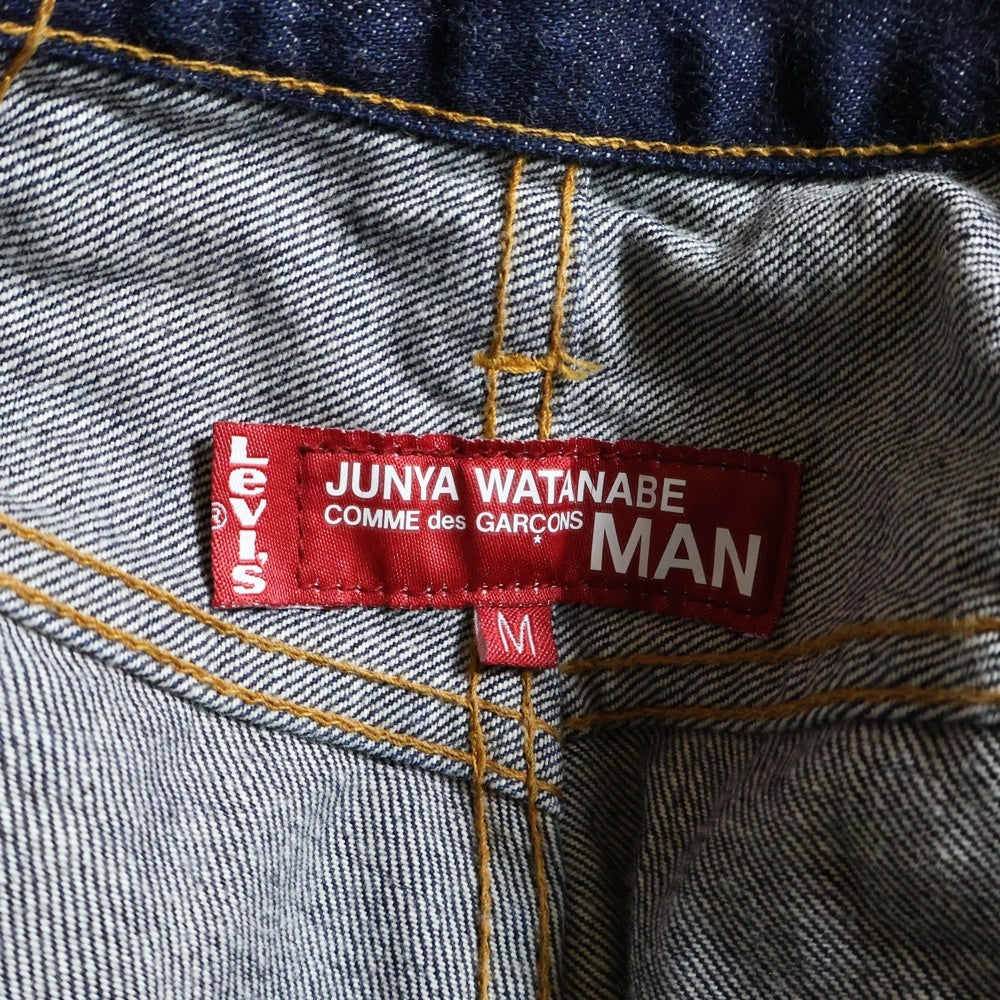 Levi's
®
JUNYA WATANABE
COMME des GARÇONS
*
MAN
M